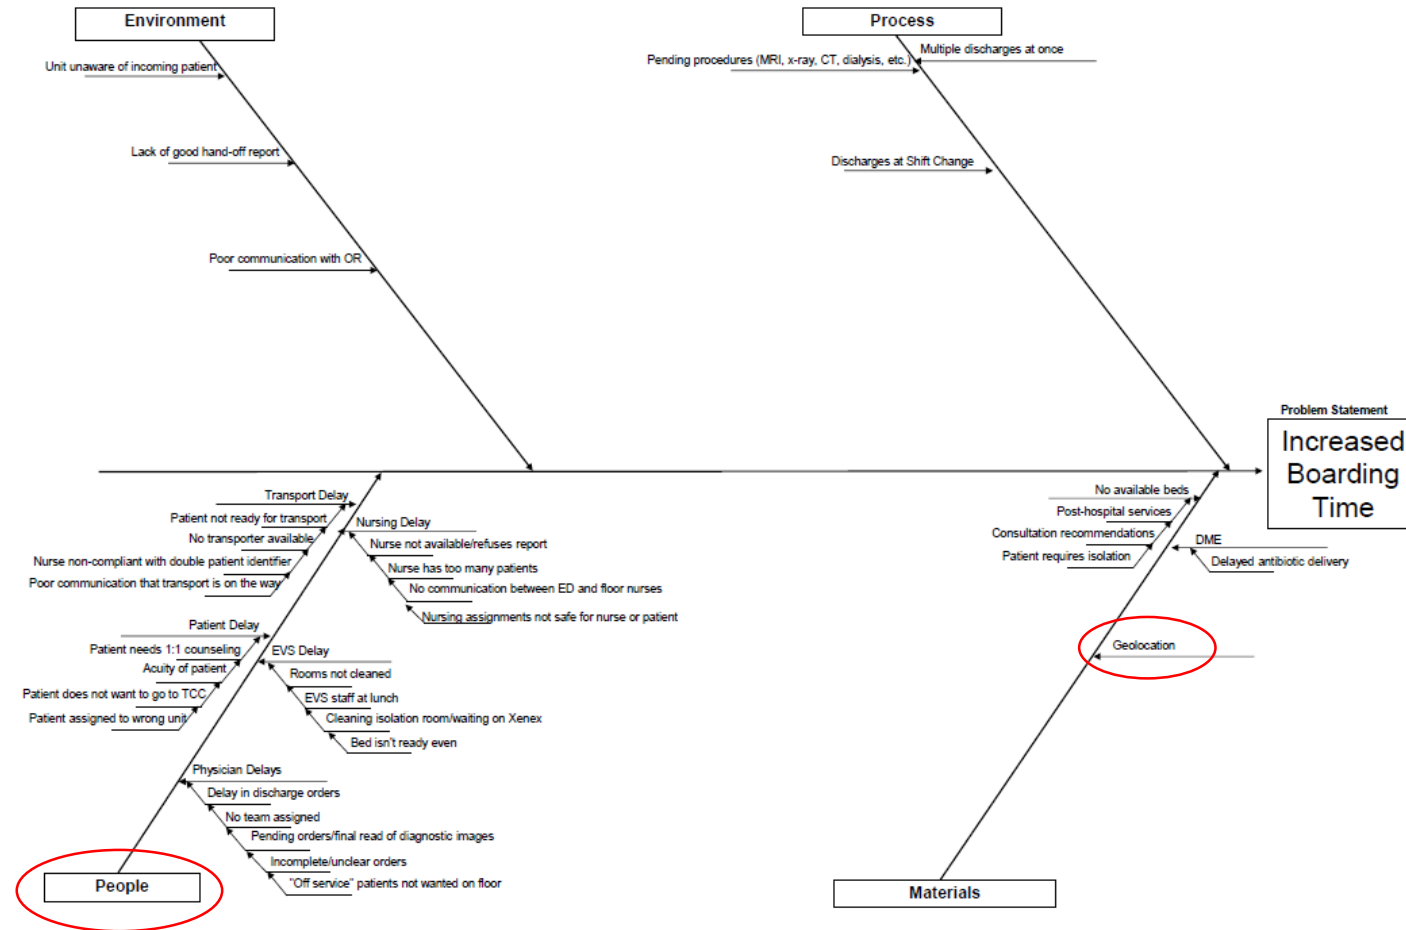 Environment
Process
Unit unaware of incoming patient
Multiple discharges at once
Pending procedures (MRI, x-ray, CT, dialysis, etc.)
Lack of good hand-off report
Discharges at Shift Change
Poor communication with OR
Problem Statement
Increased
Boarding
Time
Transport Delay
Patient not ready for transport
No transporter available
Nurse non-compliant with double patient identifier
Poor communication that transport is on the way
Nursing Delay
Nurse not available/refuses report
Nurse has too many patients
No communication between ED and floor nurses
Nursing assignments not safe for nurse or patient
Patient Delay
Patient needs 1:1 counseling
Acuity of patient
Patient does not want to go to TCC
Patient assigned to wrong unit
EVS Delay
Rooms not cleaned
EVS staff at lunch
Cleaning isolation room/waiting on Xenex
Bed isn't ready even
Physician Delays
Delay in discharge orders
No team assigned
Pending orders/final read of diagnostic images
Incomplete/unclear orders
"Off service" patients not wanted on floor
People
No available beds
Post-hospital services
Consultation recommendations
Patient requires isolation
DME
Delayed antibiotic delivery
Geolocation
Materials